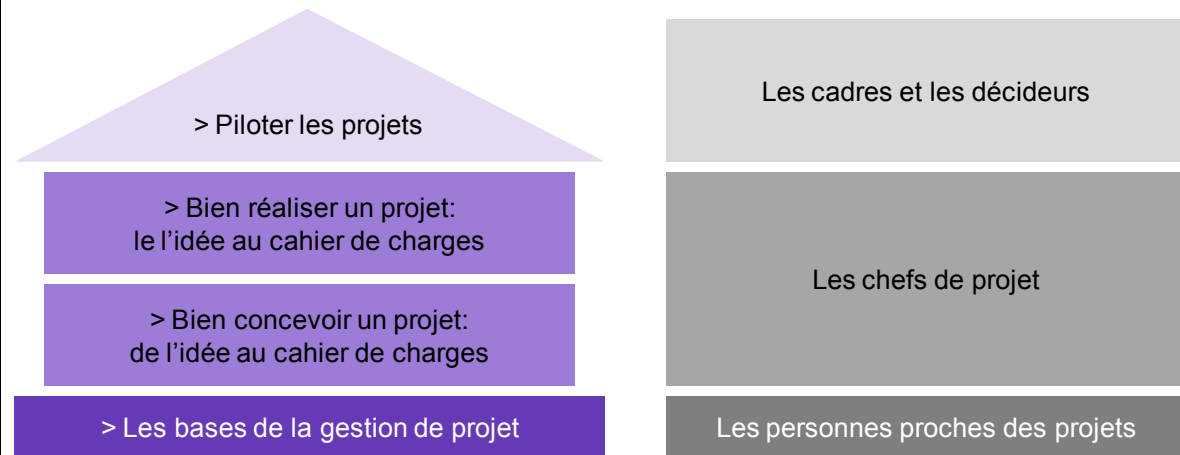 > Piloter les projets
Les cadres et les décideurs
> Bien réaliser un projet:
le l’idée au cahier de charges
> Bien concevoir un projet:
de l’idée au cahier de charges
Les chefs de projet
> Les bases de la gestion de projet
Les personnes proches des projets